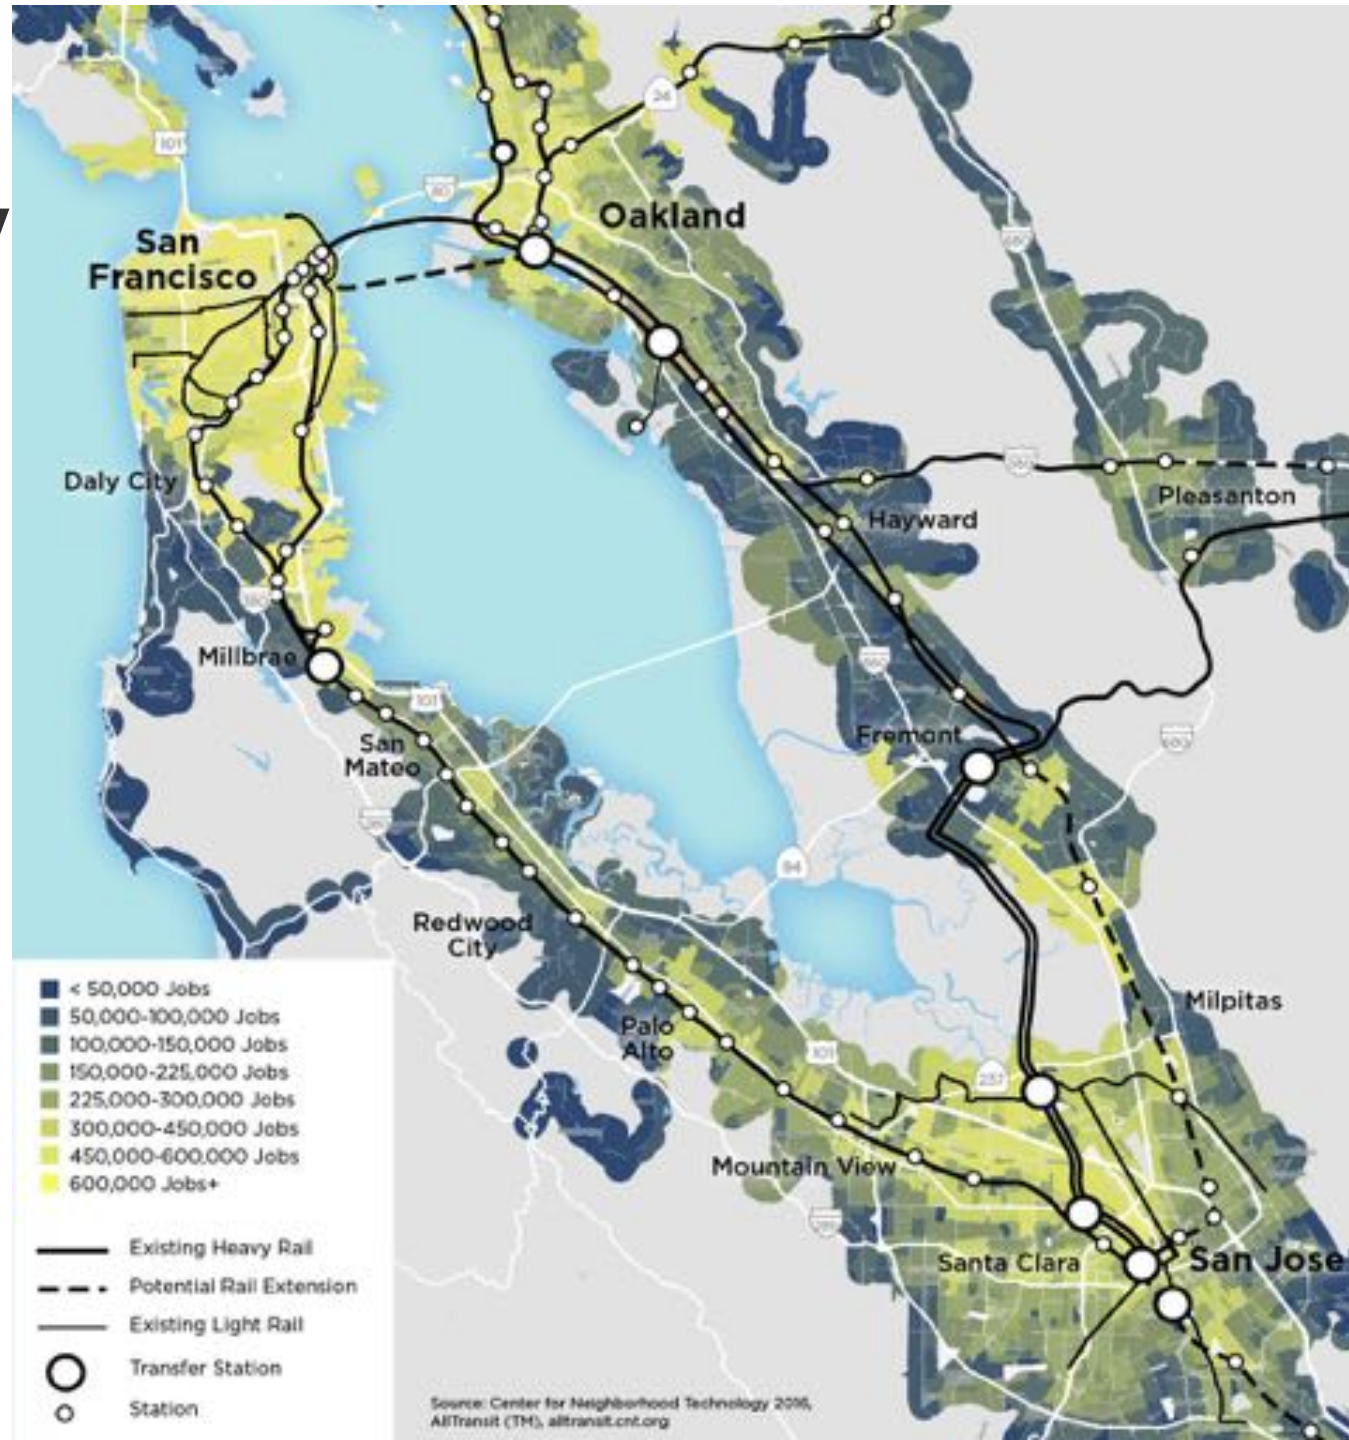 101
24
80
San
Francisco
Oakland
680
Daly City
580
Pleasanton
Hayward
380
Millbrae
880
101
San
Mateo
Fremont
680
84
Redwood
City
< 50,000 Jobs
50,000-100,000 Jobs
100,000-150,000 Jobs
150,000-225,000 Jobs
225,000-300,000 Jobs
300,000-450,000 Jobs
450,000-600,000 Jobs
600,000 Jobs+
Milpitas
Palo
Alto
101
237
Mountain View
Santa Clara
San Jose
Existing Heavy Rail
Potential Rail Extension
Existing Light Rail
Transfer Station
Station
Source: Center for Neighborhood Technology 2016,
AllTransit (TM), alltransit.cnt.org